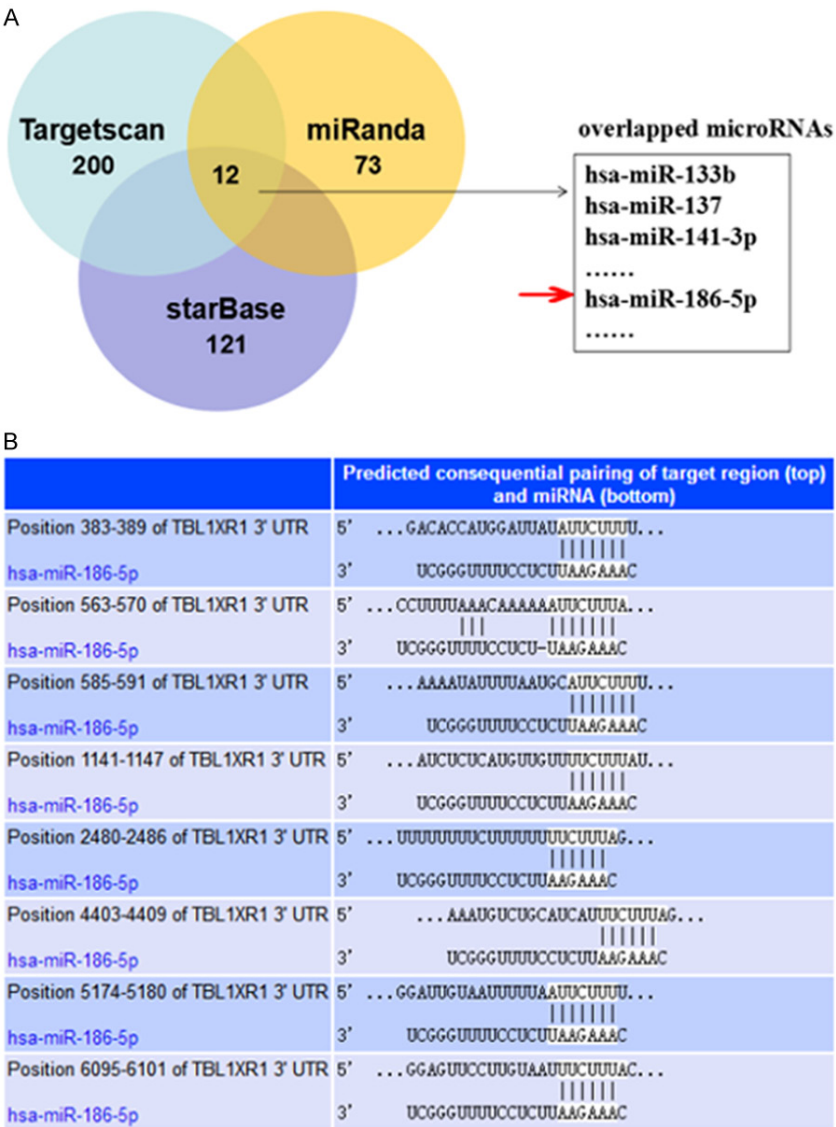 A
Targetscan
200
miRanda
73
12
starBase
121
overlapped microRNAs
hsa-miR-133b
hsa-miR-137
hsa-miR-141-3p
......
hsa-miR-186-5p
......
B
Predicted consequential pairing of target region (top)
and miRNA (bottom)
Position 383-389 of TBL1XR1 3' UTR 5' ...GACACCAUGGAUUAUAUUCUUUU...
hsa-miR-186-5p 3' UCGGGUUUUCCUCUUAAGAAAC
Position 563-570 of TBL1XR1 3' UTR 5' ...CCUUUUAAACAAAAAAUUCUUUA...
hsa-miR-186-5p 3' UCGGGUUUUCCUCU-UAAGAAAC
Position 585-591 of TBL1XR1 3' UTR 5' ...AAAAUAUUUUAAUGCAUUCUUUU...
hsa-miR-186-5p 3' UCGGGUUUUCCUCUUAAGAAAC
Position 1141-1147 of TBL1XR1 3' UTR 5' ...AUCUCUCAUGUUGUUUUCUUUAU...
hsa-miR-186-5p 3' UCGGGUUUUCCUCUUAAGAAAC
Position 2480-2486 of TBL1XR1 3' UTR 5' ...UUUUUUUUCUUUUUUUUCUUUAG...
hsa-miR-186-5p 3' UCGGGUUUUCCUCUUAAGAAAC
Position 4403-4409 of TBL1XR1 3' UTR 5' ...AAAUGUCUGCAUCAUUUCUUUAG...
hsa-miR-186-5p 3' UCGGGUUUUCCUCUUAAGAAAC
Position 5174-5180 of TBL1XR1 3' UTR 5' ...GGAUUGUAAUUUUUAAUUCUUUU...
hsa-miR-186-5p 3' UCGGGUUUUCCUCUUAAGAAAC
Position 6095-6101 of TBL1XR1 3' UTR 5' ...GGAGUUCCUUGUAAUUUCUUUAC...
hsa-miR-186-5p 3' UCGGGUUUUCCUCUUAAGAAAC